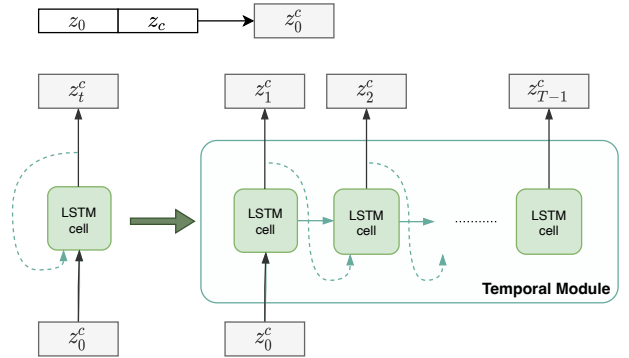 z_0 z_c z_0^c
z_t^c z_1^c z_2^c z_{T-1}^c
LSTM cell
LSTM cell
LSTM cell
..........
LSTM cell
Temporal Module
z_0^c z_0^c